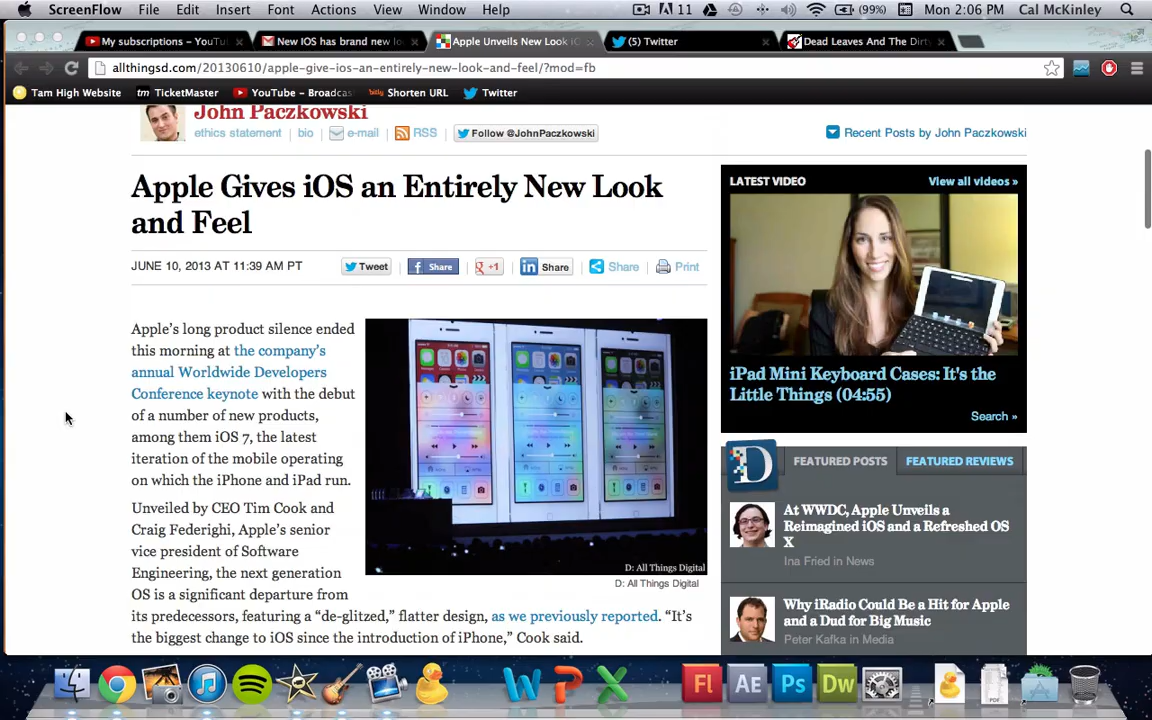 ScreenFlow File Edit Insert Font Actions View Window Help 11 (99%) Mon 2:06 PM Cal McKinley
My subscriptions – YouTu New IOS has brand new lo Apple Unveils New Look iO (5) Twitter Dead Leaves And The Dirty
allthingsd.com/20130610/apple-give-ios-an-entirely-new-look-and-feel/?mod=fb
Tam High Website tm TicketMaster YouTube – Broadcas bitly Shorten URL Twitter
John Paczkowski
ethics statement bio e-mail RSS Follow @JohnPaczkowski
Recent Posts by John Paczkowski
Apple Gives iOS an Entirely New Look
and Feel
JUNE 10, 2013 AT 11:39 AM PT Tweet Share +1 Share Share Print
Apple’s long product silence ended
this morning at the company’s
annual Worldwide Developers
Conference keynote with the debut
of a number of new products,
among them iOS 7, the latest
iteration of the mobile operating
on which the iPhone and iPad run.
Unveiled by CEO Tim Cook and
Craig Federighi, Apple’s senior
vice president of Software
Engineering, the next generation
OS is a significant departure from
its predecessors, featuring a “de-glitzed,” flatter design, as we previously reported. “It’s
the biggest change to iOS since the introduction of iPhone,” Cook said.
D: All Things Digital
D: All Things Digital
LATEST VIDEO View all videos »
iPad Mini Keyboard Cases: It's the
Little Things (04:55)
Search »
D FEATURED POSTS FEATURED REVIEWS
At WWDC, Apple Unveils a
Reimagined iOS and a Refreshed OS
X
Ina Fried in News
Why iRadio Could Be a Hit for Apple
and a Dud for Big Music
Peter Kafka in Media
W P X Fl AE Ps Dw PDF